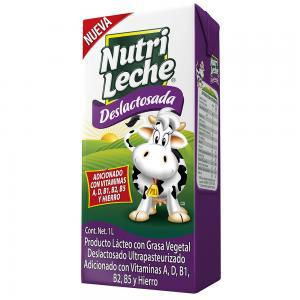 NUEVA
Nutri
Leche®
Deslactosada
ADICIONADO
CON VITAMINAS
A, D, B1, B2, B5
Y HIERRO
Cont. Net. 1L
Producto Lácteo con Grasa Vegetal
Deslactosado Ultrapasteurizado
Adicionado con Vitaminas A, D, B1,
B2, B5 y Hierro